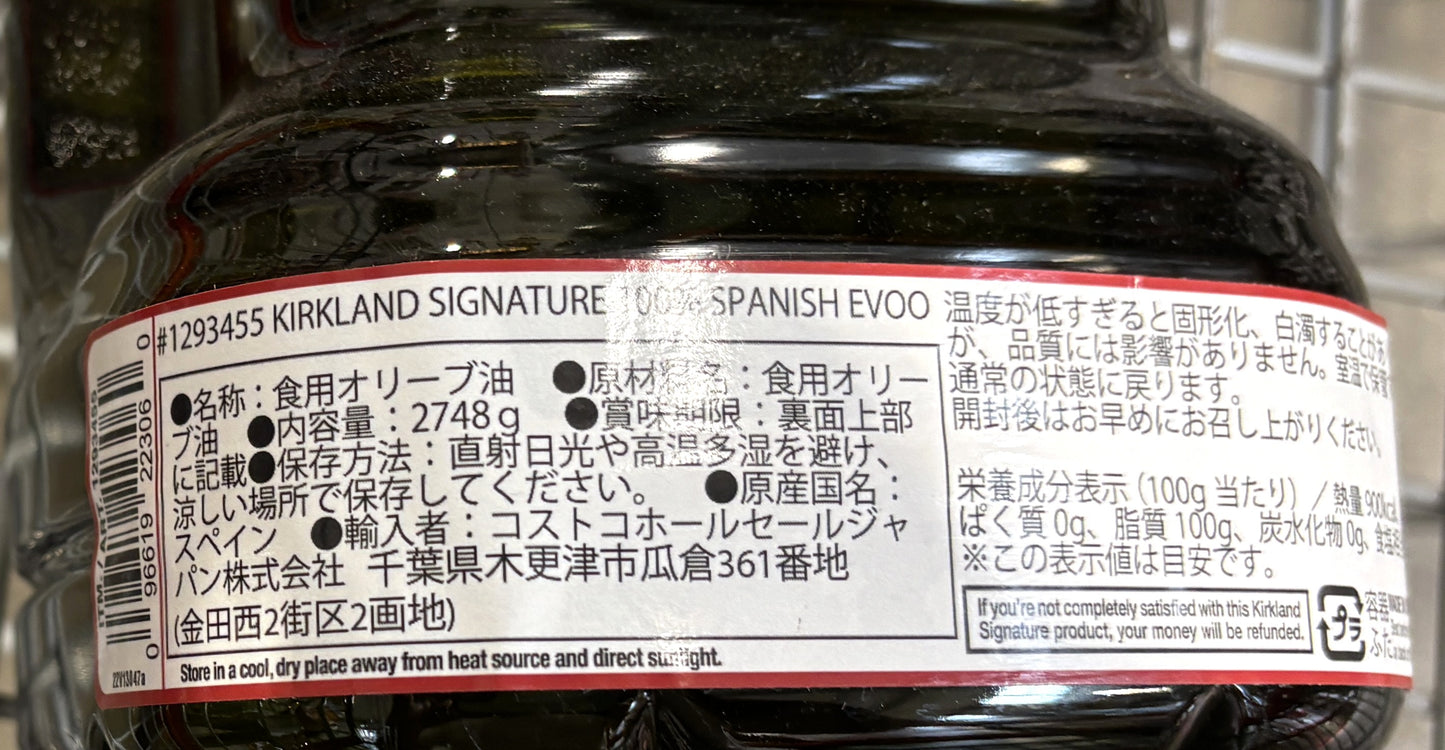 #1293455 KIRKLAND SIGNATURE 100% SPANISH EVOO
●名称：食用オリーブ油　●原材料名：食用オリー
ブ油　●内容量：2748g　●賞味期限：裏面上部
に記載●保存方法：直射日光や高温多湿を避け、
涼しい場所で保存してください。　●原産国名：
スペイン　●輸入者：コストコホールセールジャ
パン株式会社　千葉県木更津市瓜倉361番地
(金田西2街区2画地)
Store in a cool, dry place away from heat source and direct sunlight.
温度が低すぎると固形化、白濁することがあ
が、品質には影響がありません。室温で
通常の状態に戻ります。
開封後はお早めにお召し上がりください。
栄養成分表示（100g 当たり）／熱量 900kcal
ぱく質 0g、脂質 100g、炭水化物 0g、食塩
※この表示値は目安です。
If you're not completely satisfied with this Kirkland
Signature product, your money will be refunded.
プラ
容器
ふた
ITM. / ART. 1293455
0 96619 22306 0
22V13047a